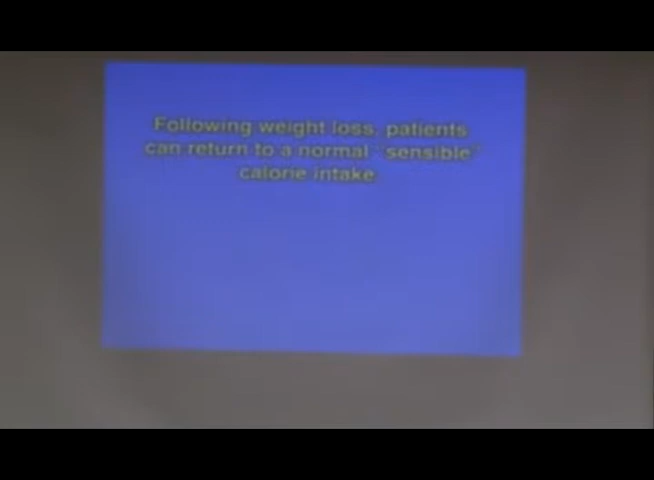 Following weight loss, patients
can return to a normal "sensible"
calorie intake.